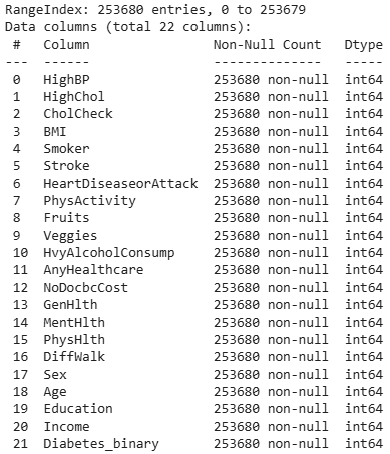 RangeIndex: 253680 entries, 0 to 253679
Data columns (total 22 columns):
 #   Column                Non-Null Count   Dtype
---  ------                --------------   -----
 0   HighBP                253680 non-null  int64
 1   HighChol              253680 non-null  int64
 2   CholCheck             253680 non-null  int64
 3   BMI                   253680 non-null  int64
 4   Smoker                253680 non-null  int64
 5   Stroke                253680 non-null  int64
 6   HeartDiseaseorAttack  253680 non-null  int64
 7   PhysActivity          253680 non-null  int64
 8   Fruits                253680 non-null  int64
 9   Veggies               253680 non-null  int64
 10  HvyAlcoholConsump     253680 non-null  int64
 11  AnyHealthcare         253680 non-null  int64
 12  NoDocbcCost           253680 non-null  int64
 13  GenHlth               253680 non-null  int64
 14  MentHlth              253680 non-null  int64
 15  PhysHlth              253680 non-null  int64
 16  DiffWalk              253680 non-null  int64
 17  Sex                   253680 non-null  int64
 18  Age                   253680 non-null  int64
 19  Education             253680 non-null  int64
 20  Income                253680 non-null  int64
 21  Diabetes_binary       253680 non-null  int64